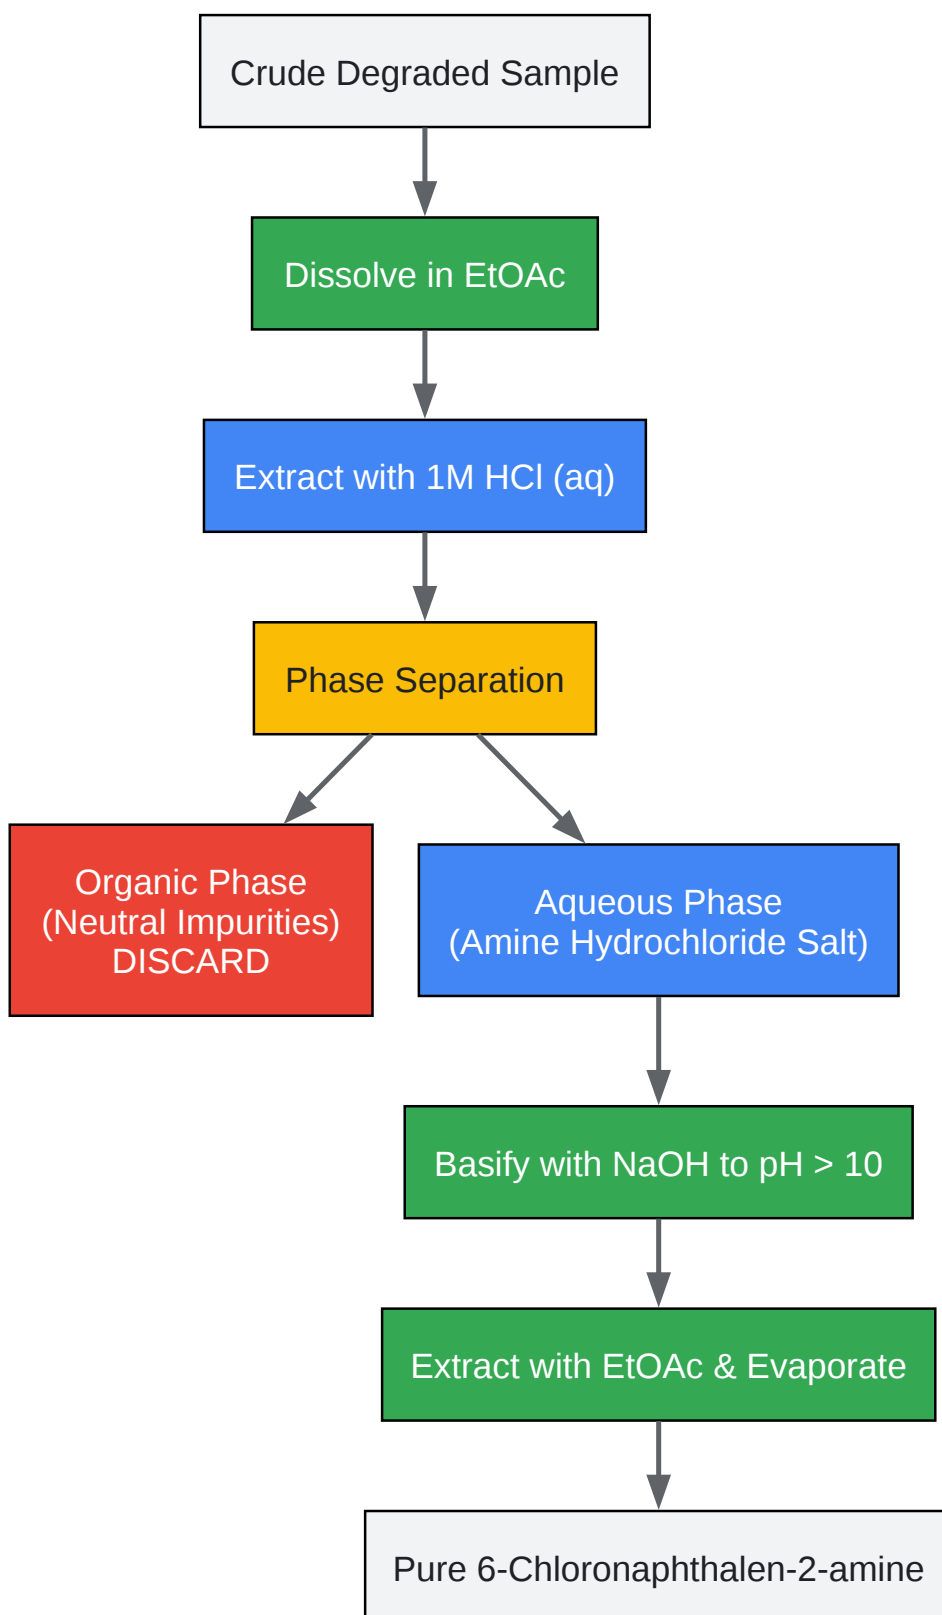 Crude Degraded Sample
Dissolve in EtOAc
Extract with 1M HCl (aq)
Phase Separation
Organic Phase
(Neutral Impurities)
DISCARD
Aqueous Phase
(Amine Hydrochloride Salt)
Basify with NaOH to pH > 10
Extract with EtOAc & Evaporate
Pure 6-Chloronaphthalen-2-amine